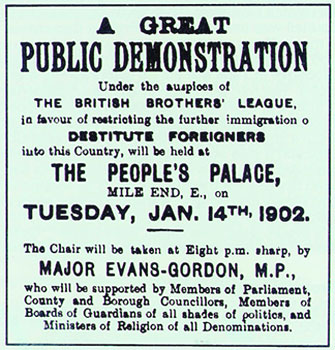 A GREAT
PUBLIC DEMONSTRATION
Under the auspices of
THE BRITISH BROTHERS' LEAGUE,
in favour of restricting the further immigration o
DESTITUTE FOREIGNERS
into this Country, will be held at
THE PEOPLE'S PALACE,
MILE END, E., on
TUESDAY, JAN. 14TH, 1902.
The Chair will be taken at Eight p.m. sharp, by
MAJOR EVANS-GORDON, M.P.,
who will be supported by Members of Parliament,
County and Borough Councillors, Members of
Boards of Guardians of all shades of politics, and
Ministers of Religion of all Denominations.